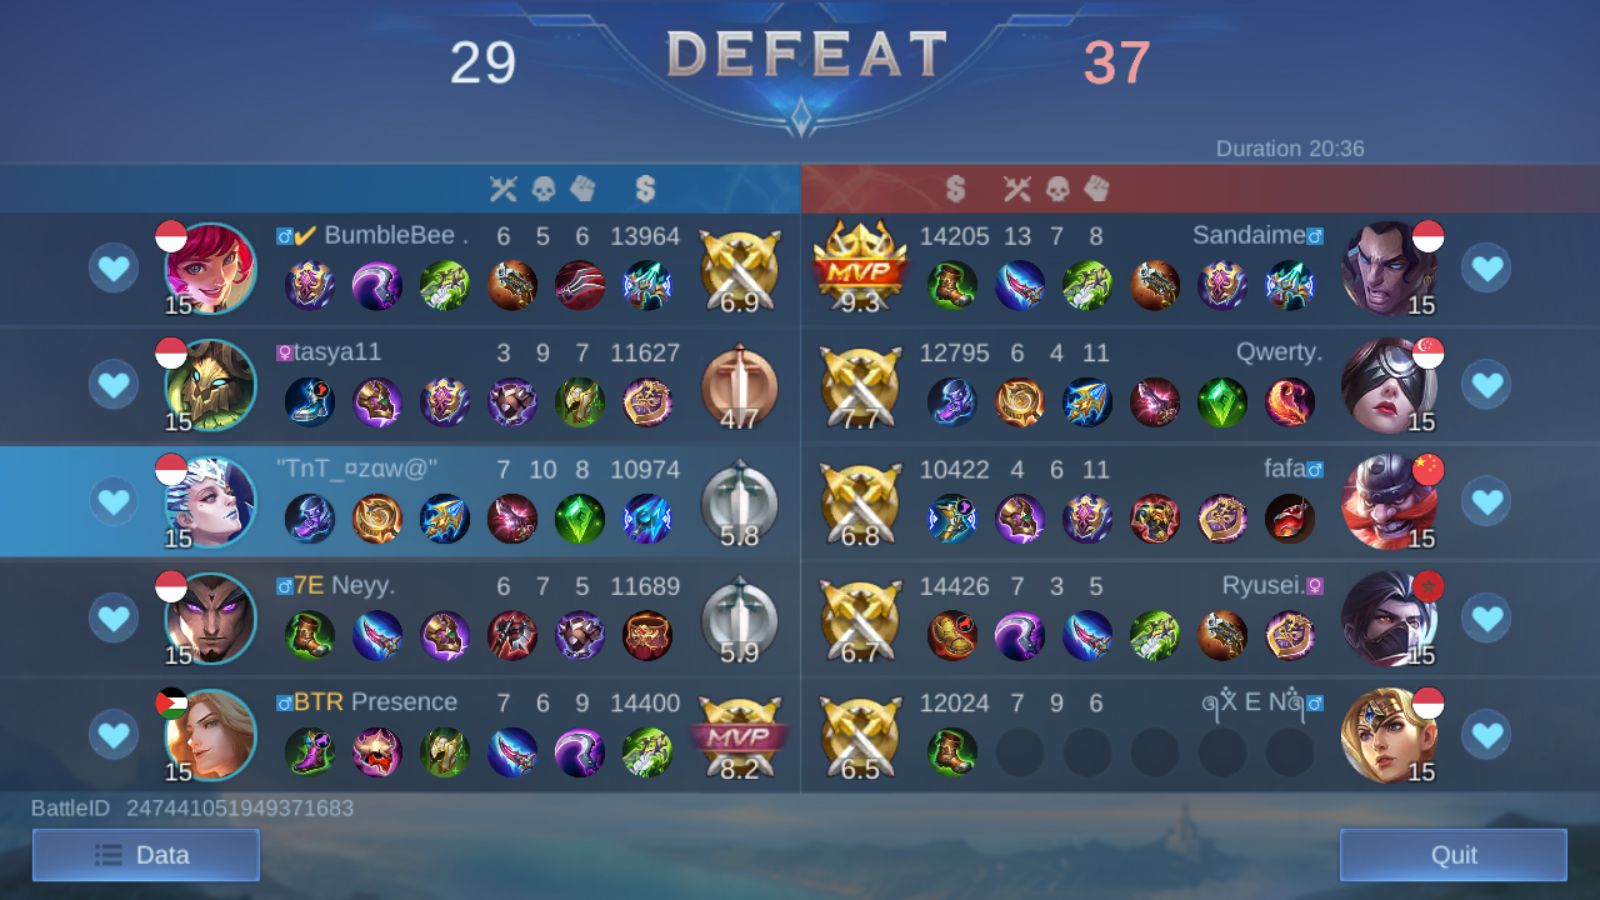 29 DEFEAT 37
Duration 20:36
BumbleBee . 6 5 6 13964
15 6.9
MVP 14205 13 7 8 Sandaime
9.3 15
tasya11 3 9 7 11627
15 4.7
12795 6 4 11 Qwerty.
7.7 15
"TnT_¤zαw@" 7 10 8 10974
15 5.8
10422 4 6 11 fafa
6.8 15
7E Neyy. 6 7 5 11689
15 5.9
14426 7 3 5 Ryusei.
6.7 15
BTR Presence 7 6 9 14400 MVP
15 8.2
12024 7 9 6
6.5 15
BattleID 247441051949371683
Data Quit